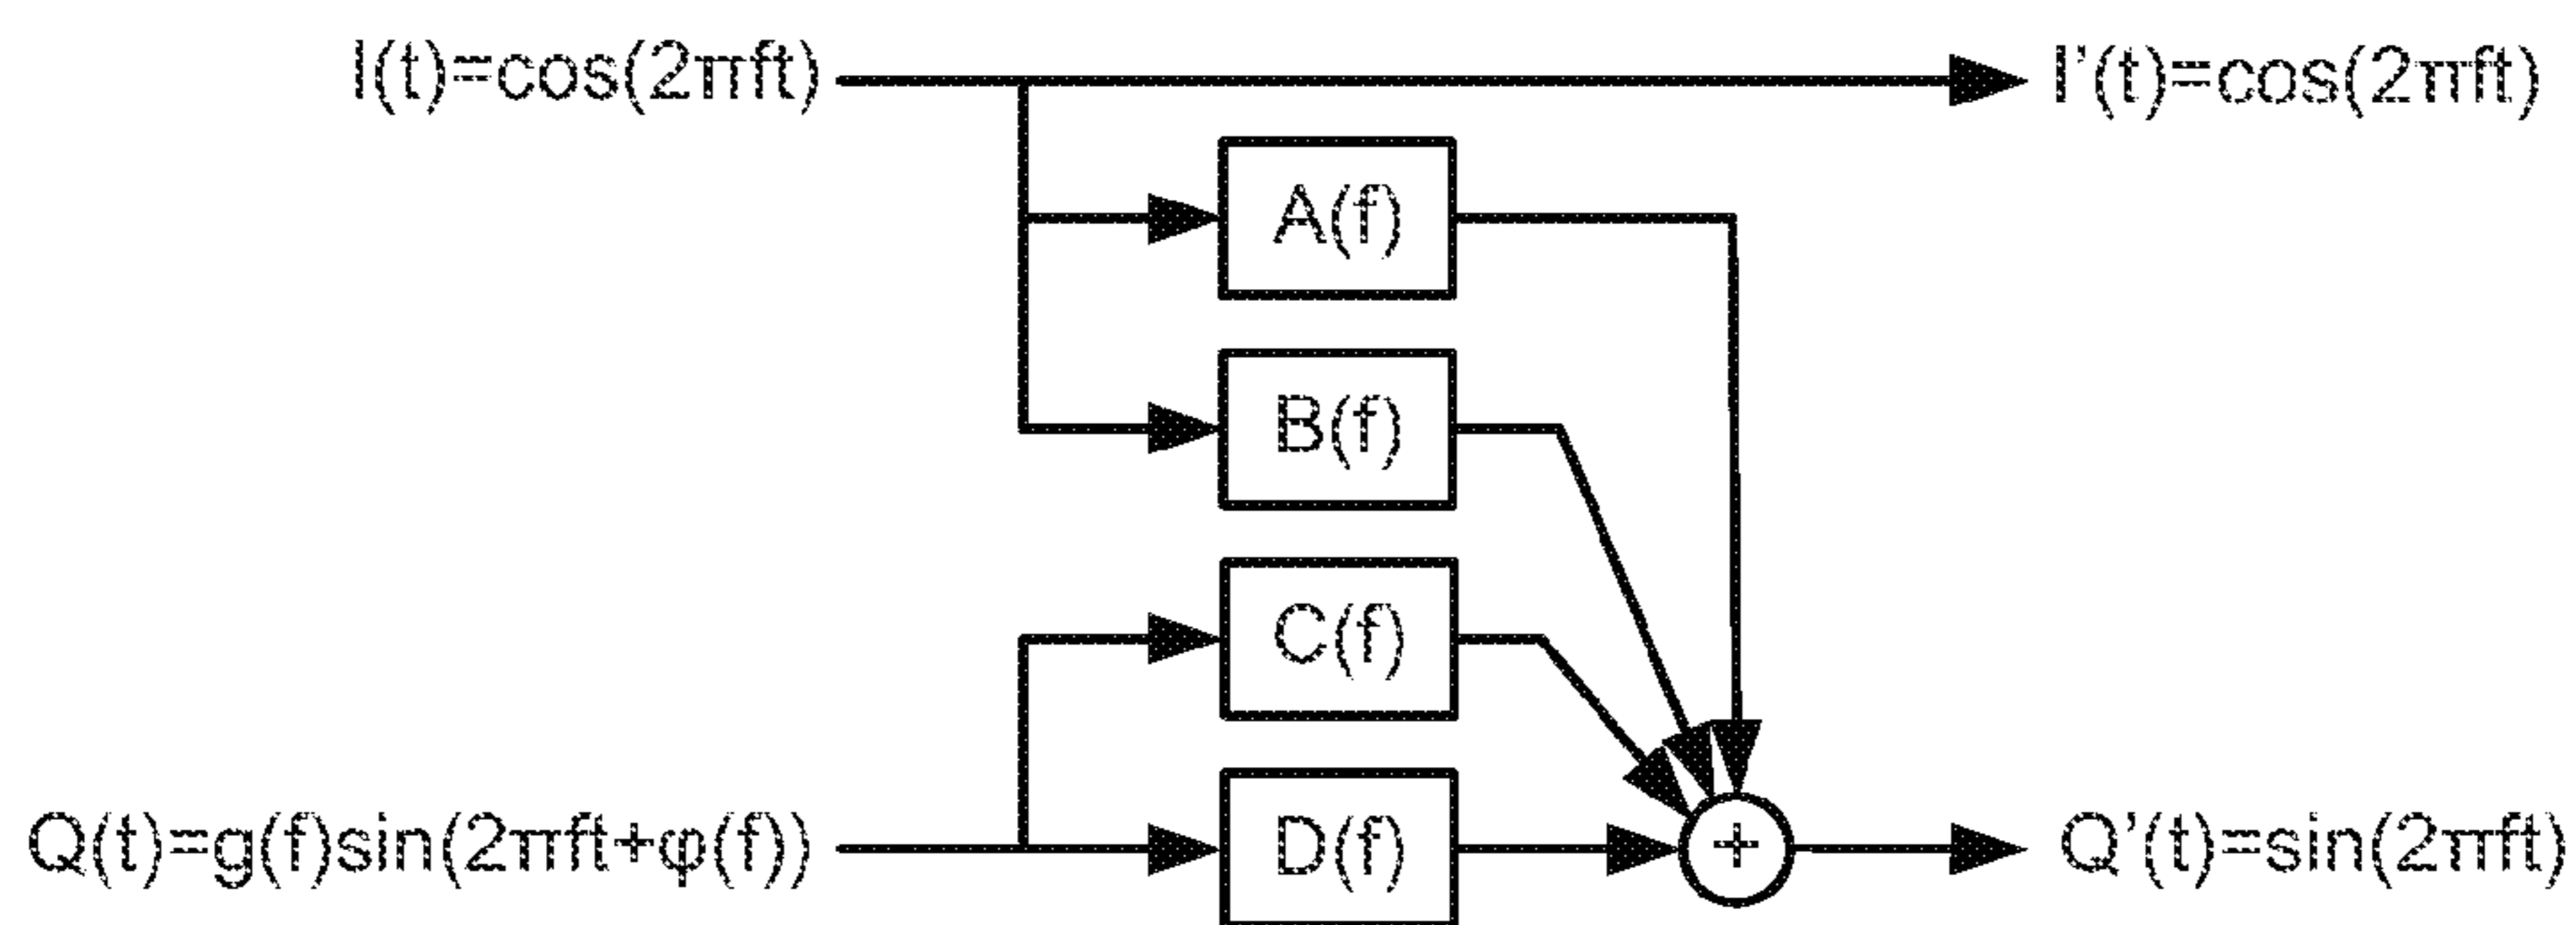 I(t)=cos(2πft)
I'(t)=cos(2πft)
A(f)
B(f)
C(f)
D(f)
Q(t)=g(f)sin(2πft+φ(f))
+
Q'(t)=sin(2πft)